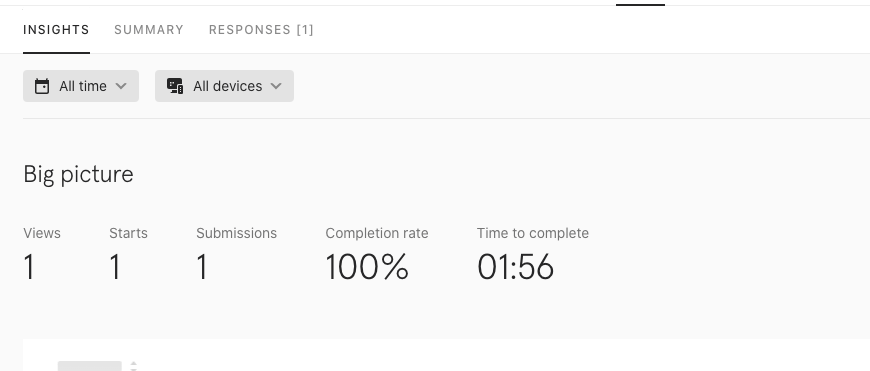 INSIGHTS SUMMARY RESPONSES [1]
All time All devices
Big picture
Views Starts Submissions Completion rate Time to complete
1 1 1 100% 01:56